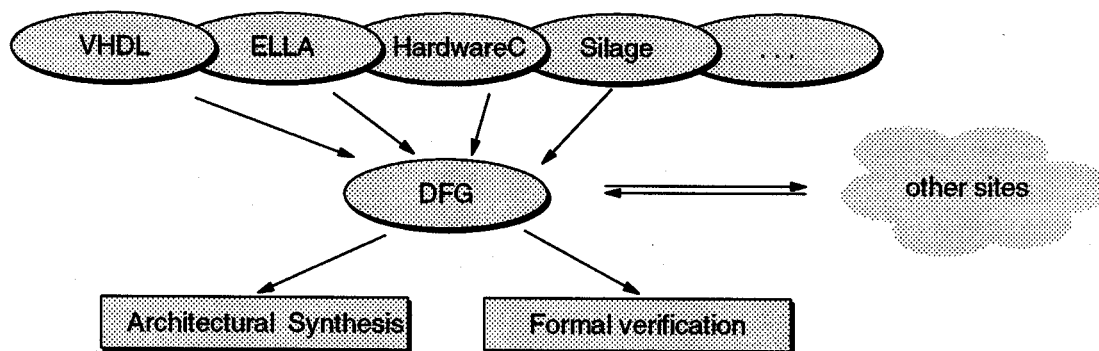 VHDL ELLA HardwareC Silage ...
DFG
other sites
Architectural Synthesis Formal verification